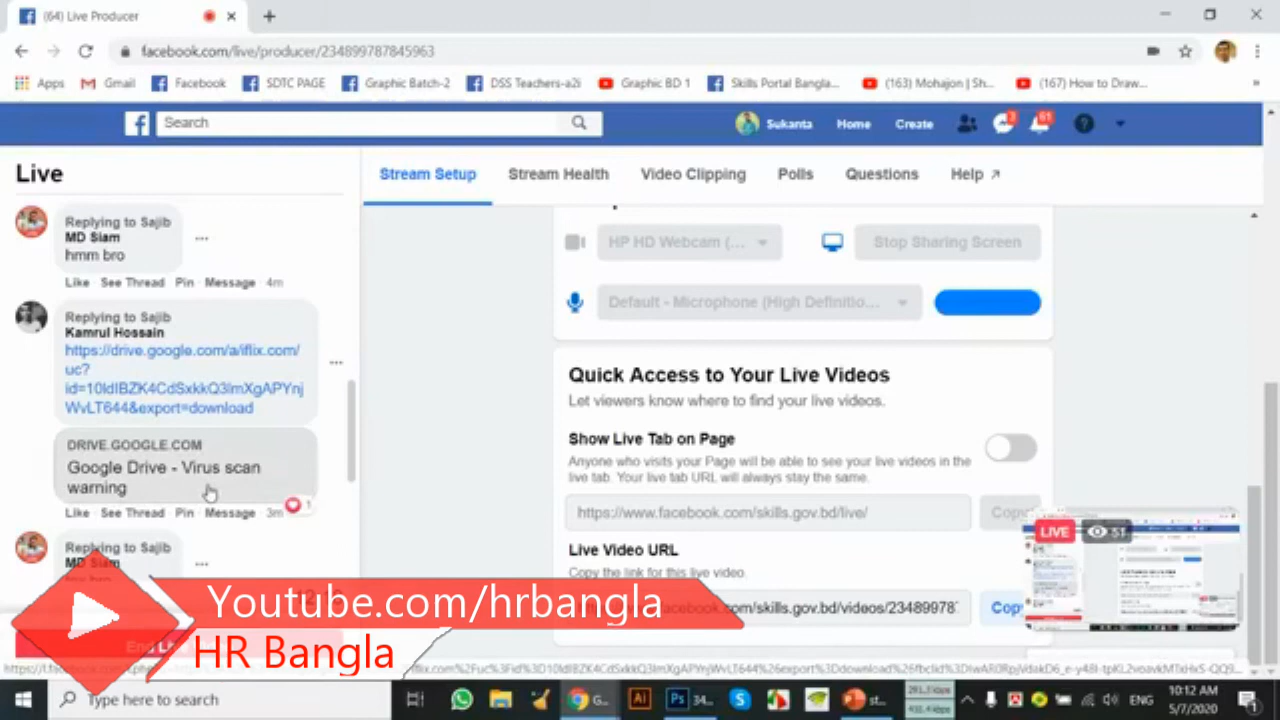 (64) Live Producer
facebook.com/live/producer/234899787845963
Apps Gmail Facebook SDTC PAGE Graphic Batch-2 DSS Teachers-a2i Graphic BD 1 Skills Portal Bangla... (163) Mohajon | Sh... (167) How to Draw...
Search
Sukanta Home Create 61
Live
Stream Setup Stream Health Video Clipping Polls Questions Help
Replying to Sajib
MD Siam
hmm bro
Like See Thread Pin Message 4m
Replying to Sajib
Kamrul Hossain
https://drive.google.com/a/iflix.com/
uc?
id=10IdIBZK4CdSxkkQ3lmXgAPYnj
WvLT644&export=download
DRIVE.GOOGLE.COM
Google Drive - Virus scan
warning
Like See Thread Pin Message 3m 1
Replying to Sajib
MD Siam
HP HD Webcam (... Stop Sharing Screen
Default - Microphone (High Definitio...
Quick Access to Your Live Videos
Let viewers know where to find your live videos.
Show Live Tab on Page
Anyone who visits your Page will be able to see your live videos in the
live tab. Your live tab URL will always stay the same.
https://www.facebook.com/skills.gov.bd/live/
Live Video URL
Copy the link for this live video.
facebook.com/skills.gov.bd/videos/23489978
LIVE 51
Youtube.com/hrbangla
HR Bangla
Type here to search
G... 34... st... ENG 10:12 AM
5/7/2020